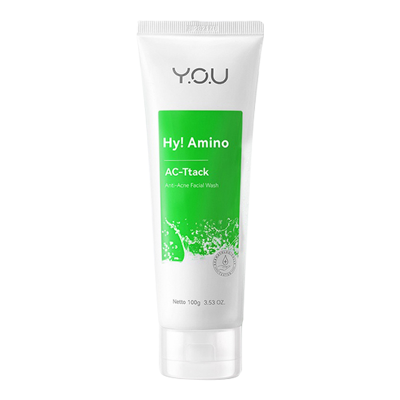 Y.O.U
Hy! Amino
AC-Ttack
Anti-Acne Facial Wash
Netto 100g 3.53 OZ.